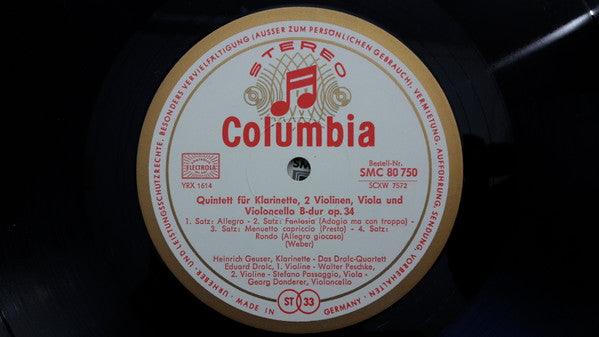 STEREO
Columbia
ELECTROLA
YRX 1614
Bestell-Nr.
SMC 80 750
SCXW 7572
Quintett für Klarinette, 2 Violinen, Viola und
Violoncello B-dur op. 34
1. Satz: Allegro - 2. Satz: Fantasia (Adagio ma con troppo) -
3. Satz: Menuetto capriccio (Presto) - 4. Satz:
Rondo (Allegro giocoso)
(Weber)
Heinrich Geuser, Klarinette - Das Drolc-Quartett
Eduard Drolc, 1. Violine - Walter Peschke,
2. Violine - Stefano Passaggio, Viola -
Georg Donderer, Violoncello
ST 33
URHEBER- UND LEISTUNGSSCHUTZRECHTE, BESONDERS VERVIELFÄLTIGUNG (AUSSER ZUM PERSÖNLICHEN GEBRAUCH), VERMIETUNG, AUFFÜHRUNG, SENDUNG, VORBEHALTEN
MADE IN GERMANY